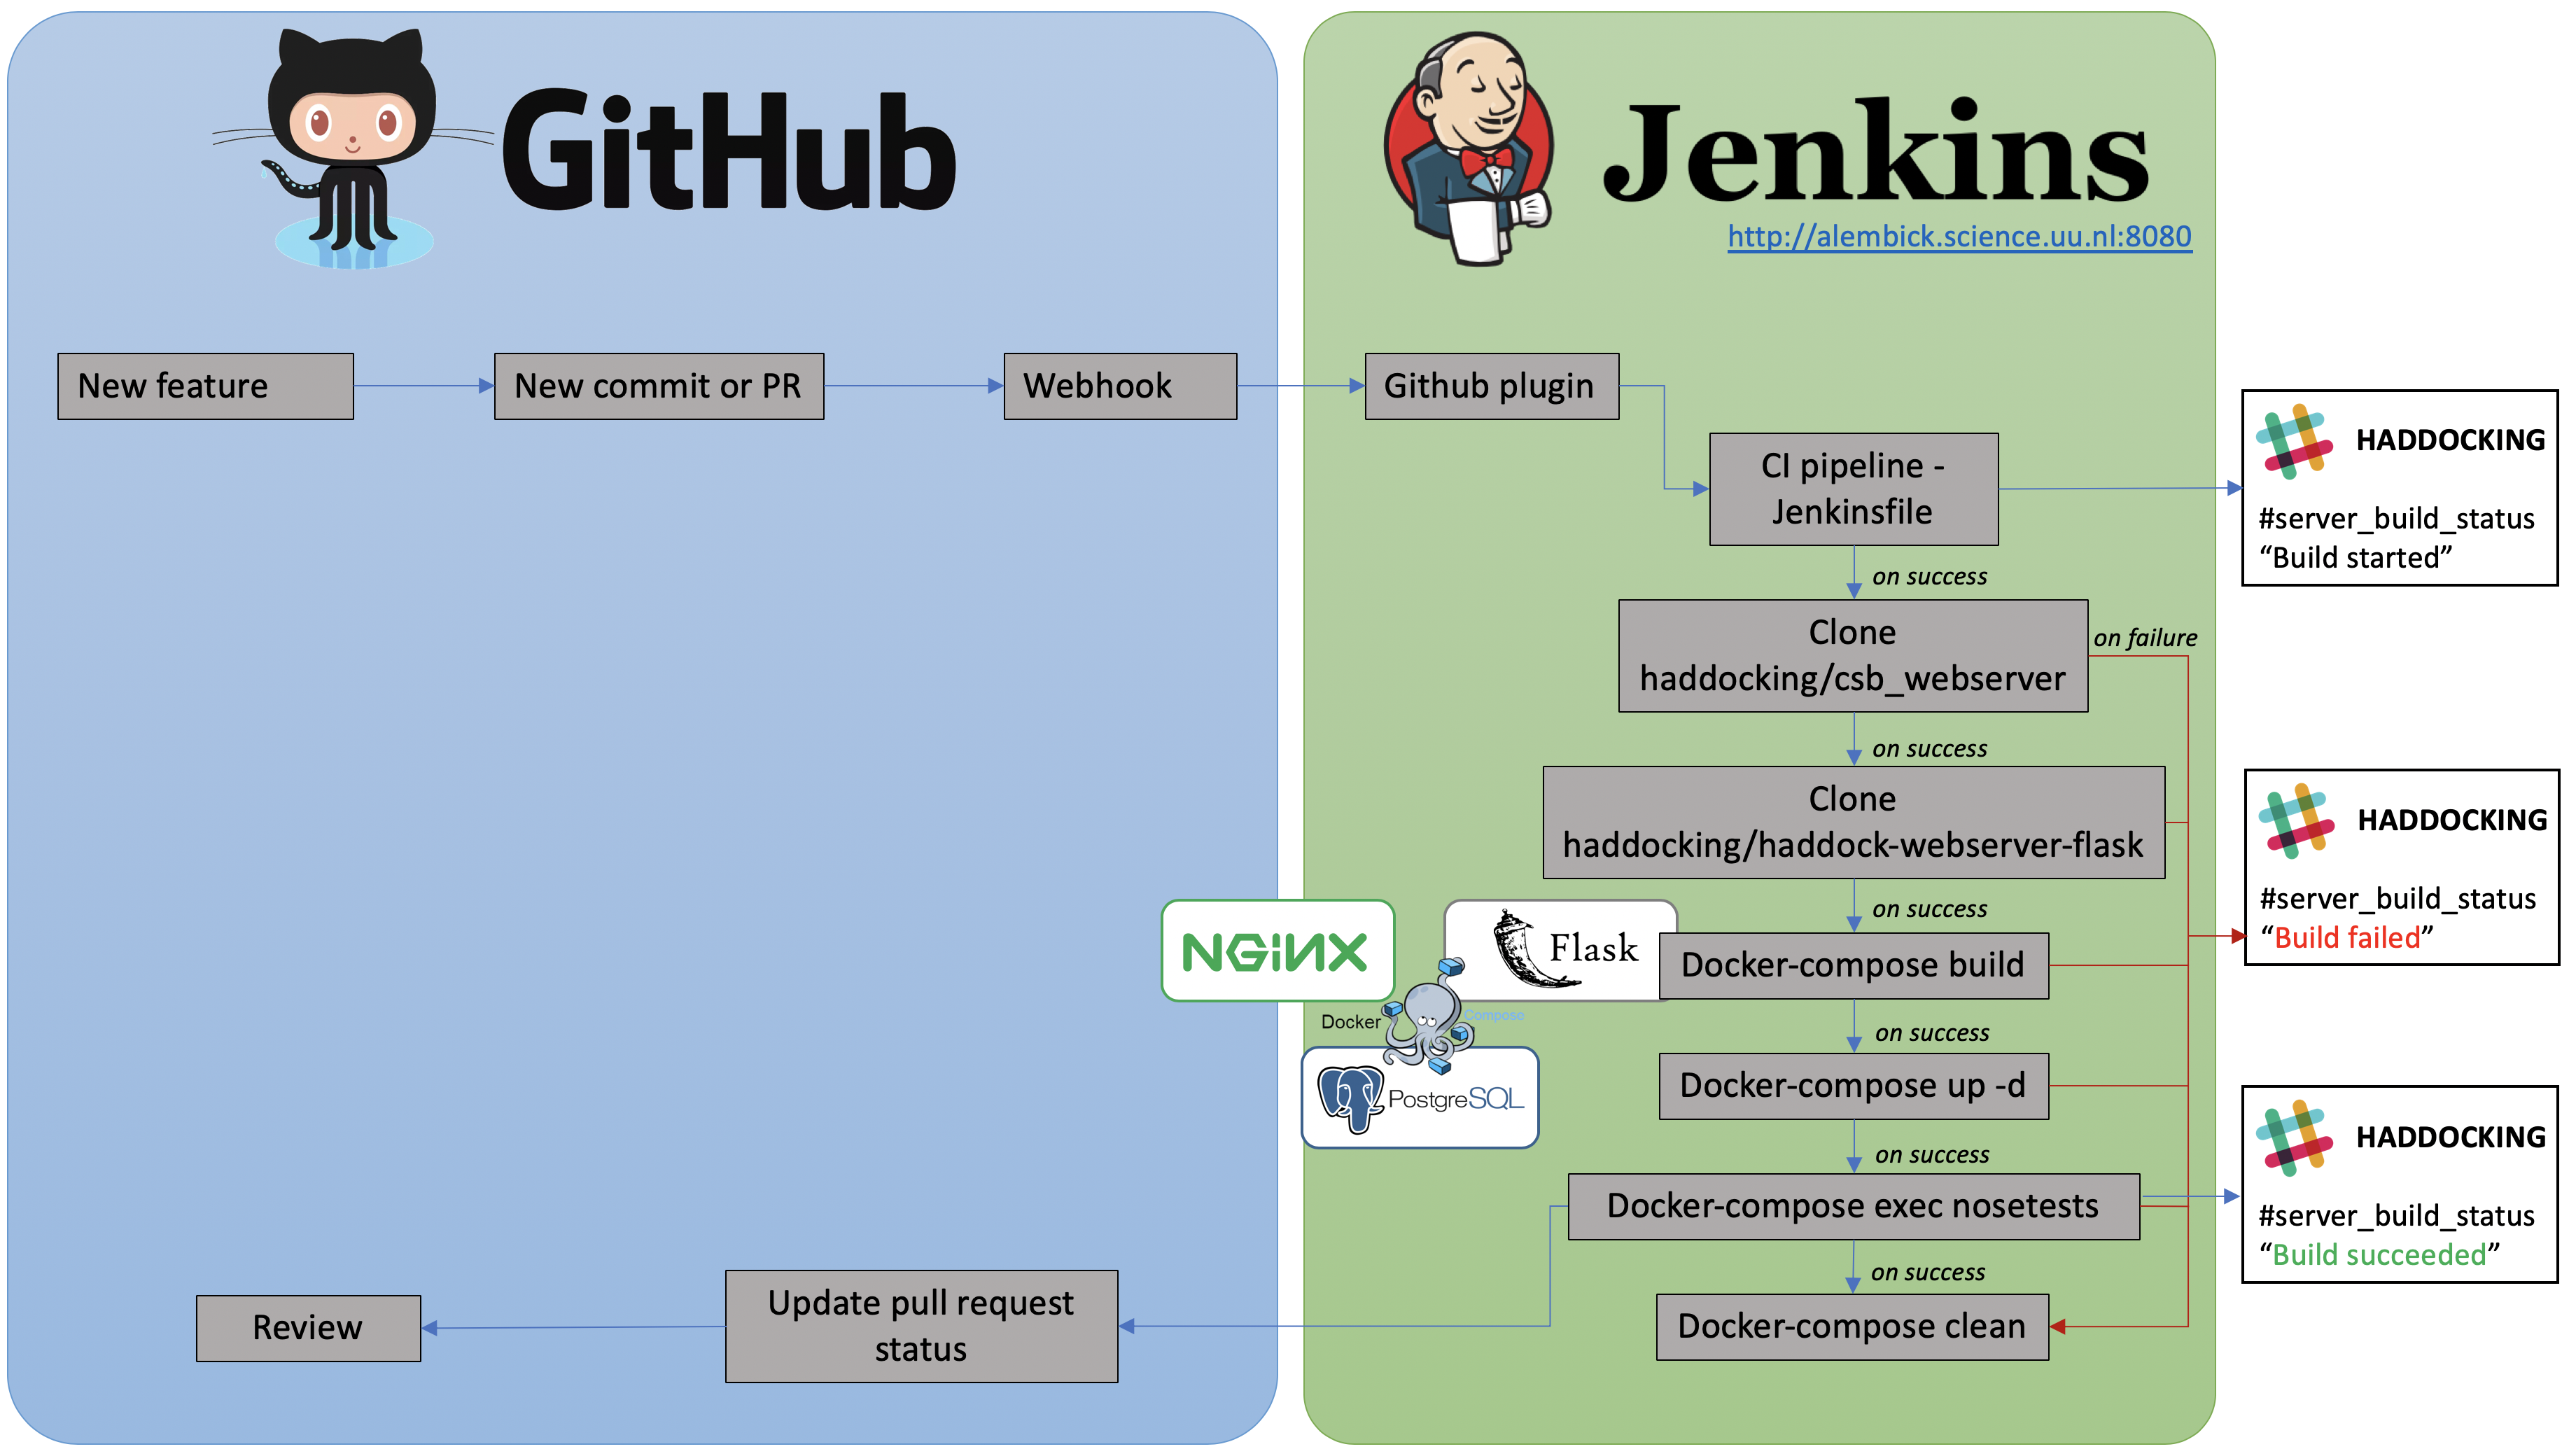 GitHub
Jenkins
http://alembick.science.uu.nl:8080
New feature
New commit or PR
Webhook
Github plugin
CI pipeline -
Jenkinsfile
HADDOCKING
#server_build_status
“Build started”
on success
Clone
haddocking/csb_webserver
on failure
on success
Clone
haddocking/haddock-webserver-flask
HADDOCKING
#server_build_status
“Build failed”
on success
NGINX
Flask
Docker-compose build
Docker
Compose
on success
PostgreSQL
Docker-compose up -d
on success
HADDOCKING
#server_build_status
“Build succeeded”
Docker-compose exec nosetests
on success
Docker-compose clean
Update pull request
status
Review